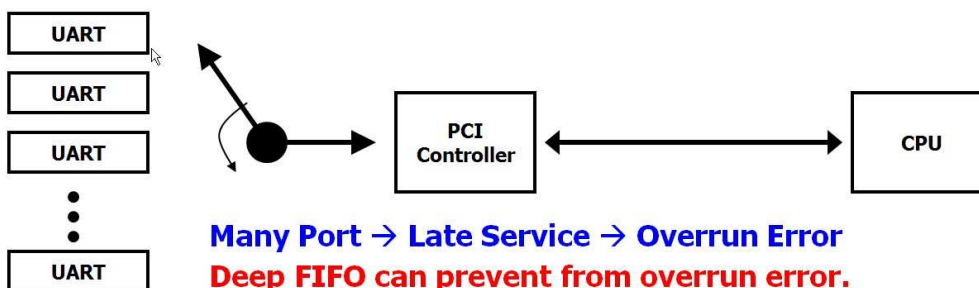 UART
UART
UART
UART
PCI
Controller
CPU
Many Port → Late Service → Overrun Error
Deep FIFO can prevent from overrun error.